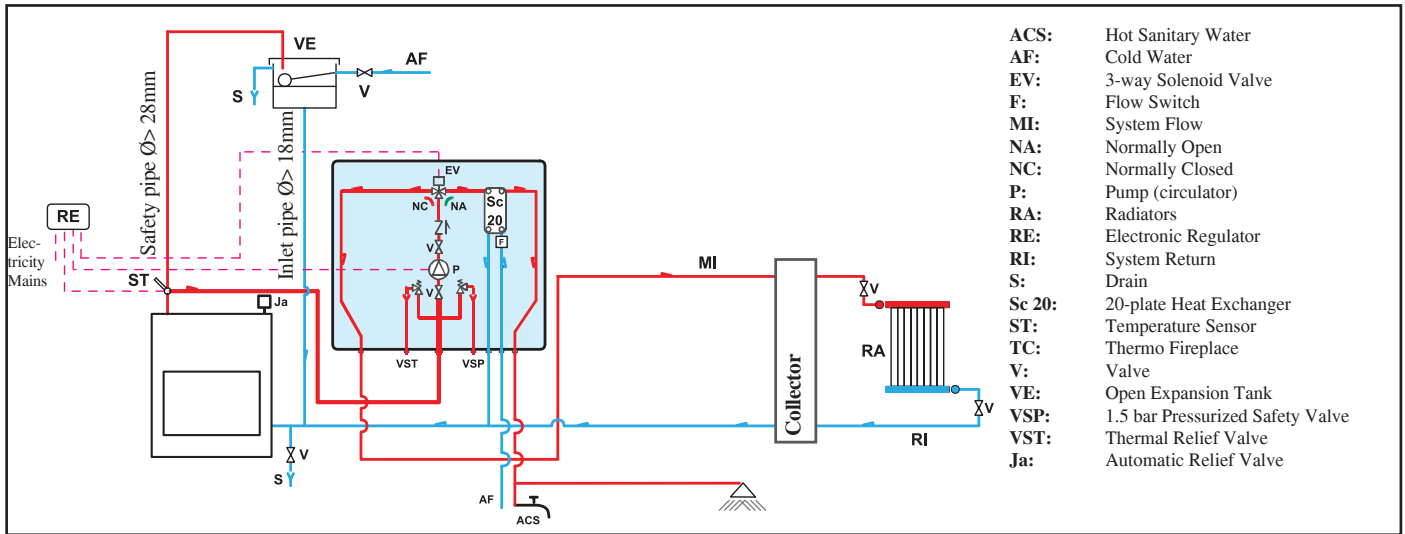 VE
AF
S
V
Safety pipe Ø> 28mm
Inlet pipe Ø> 18mm
EV
NC
NA
Sc
20
F
V
P
V
RE
Elec-
tricity
Mains
ST
Ja
VST
VSP
MI
V
RA
V
Collector
RI
V
S
AF
ACS
ACS: Hot Sanitary Water
AF: Cold Water
EV: 3-way Solenoid Valve
F: Flow Switch
MI: System Flow
NA: Normally Open
NC: Normally Closed
P: Pump (circulator)
RA: Radiators
RE: Electronic Regulator
RI: System Return
S: Drain
Sc 20: 20-plate Heat Exchanger
ST: Temperature Sensor
TC: Thermo Fireplace
V: Valve
VE: Open Expansion Tank
VSP: 1.5 bar Pressurized Safety Valve
VST: Thermal Relief Valve
Ja: Automatic Relief Valve